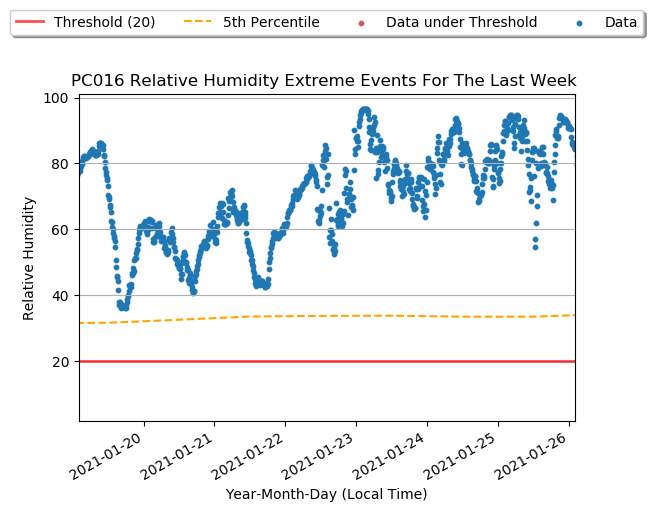 Threshold (20) 5th Percentile Data under Threshold Data
PC016 Relative Humidity Extreme Events For The Last Week
100
80
60
40
20
Relative Humidity
2021-01-20 2021-01-21 2021-01-22 2021-01-23 2021-01-24 2021-01-25 2021-01-26
Year-Month-Day (Local Time)